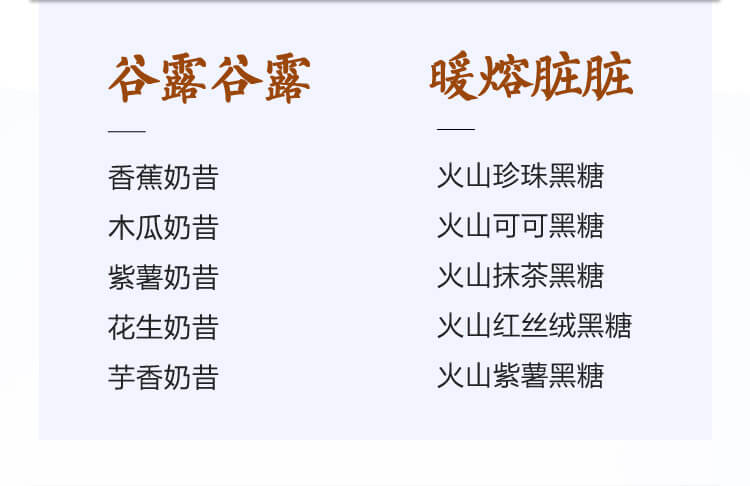 谷露谷露
香蕉奶昔
木瓜奶昔
紫薯奶昔
花生奶昔
芋香奶昔
暖熔脏脏
火山珍珠黑糖
火山可可黑糖
火山抹茶黑糖
火山红丝绒黑糖
火山紫薯黑糖